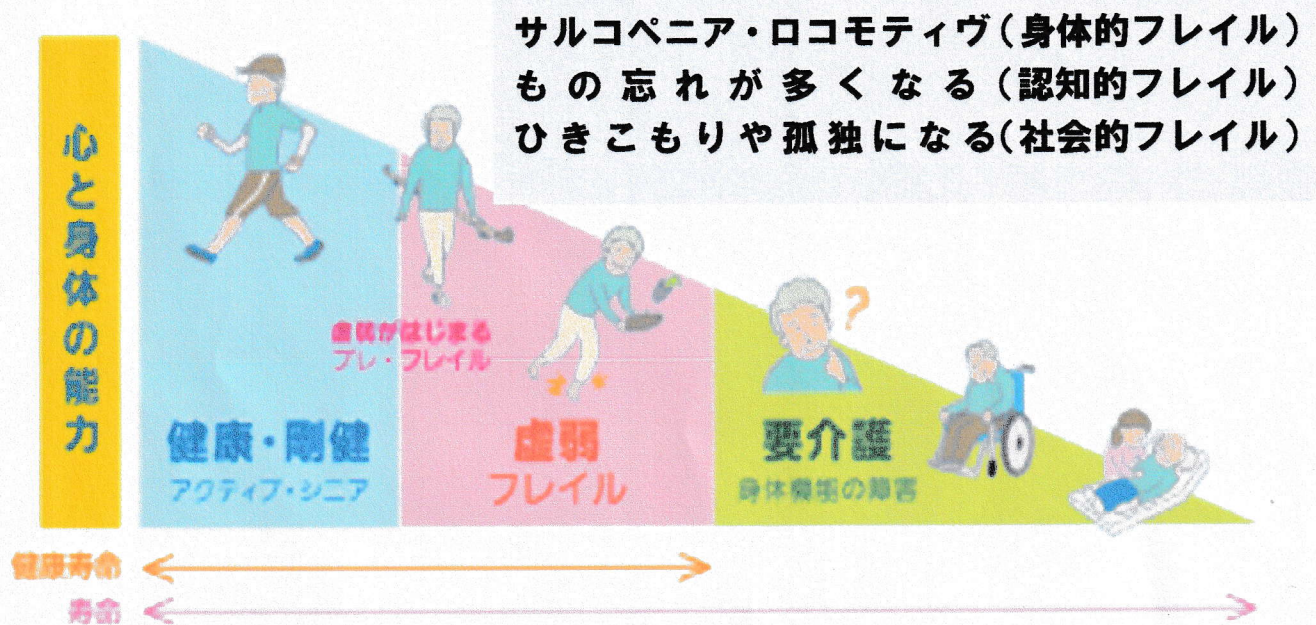 サルコペニア・ロコモティヴ(身体的フレイル)
もの忘れが多くなる(認知的フレイル)
ひきこもりや孤独になる(社会的フレイル)
心と身体の能力
?
虚弱がはじまる
プレ・フレイル
健康・剛健
アクティブ・シニア
虚弱
フレイル
要介護
身体機能の障害
健康寿命
寿命